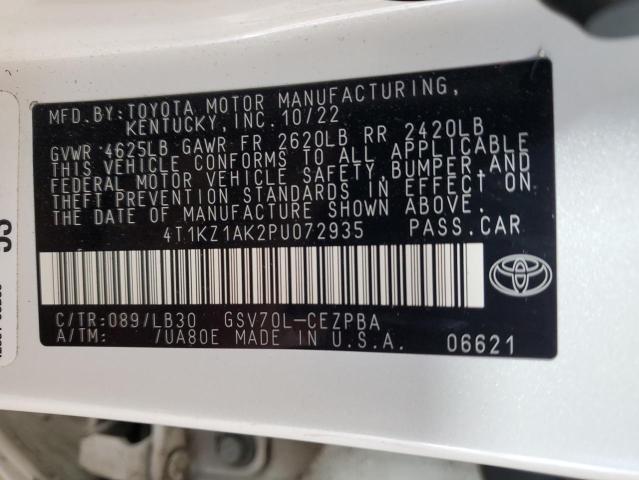 MFD.BY:TOYOTA MOTOR MANUFACTURING,
KENTUCKY, INC. 10/22
GVWR 4625LB GAWR FR 2620LB RR 2420LB
THIS VEHICLE CONFORMS TO ALL APPLICABLE
FEDERAL MOTOR VEHICLE SAFETY,BUMPER,AND
THEFT PREVENTION STANDARDS IN EFFECT ON
THE DATE OF MANUFACTURE SHOWN ABOVE.
4T1KZ1AK2PU072935 PASS.CAR
C/TR:089/LB30 GSV70L-CEZPBA
A/TM: 7UA80E MADE IN U.S.A. 06621